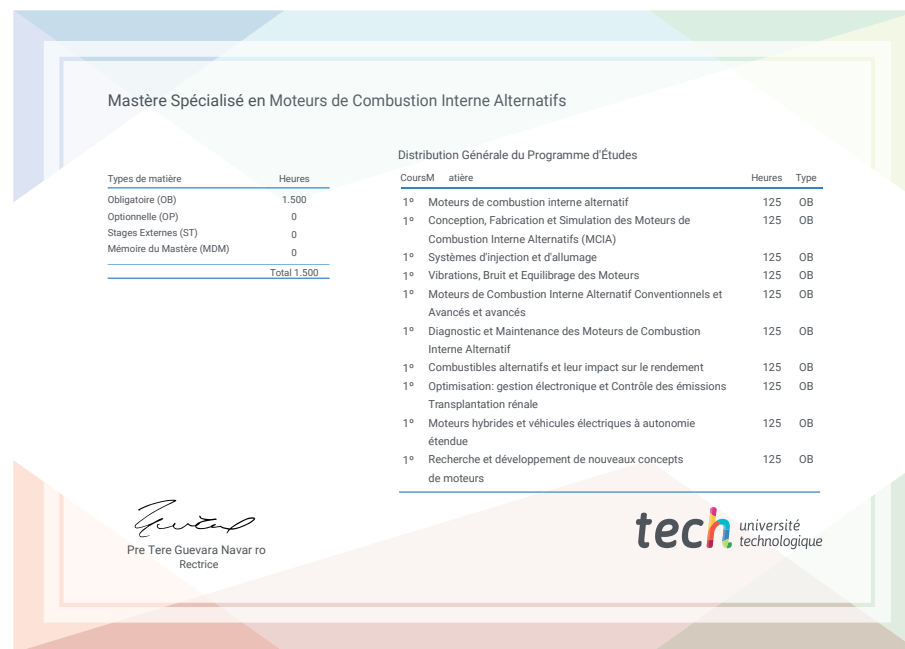 Mastère Spécialisé en Moteurs de Combustion Interne Alternatifs
Types de matière Heures
Obligatoire (OB) 1.500
Optionnelle (OP) 0
Stages Externes (ST) 0
Mémoire du Mastère (MDM) 0
Total 1.500
Distribution Générale du Programme d'Études
CoursM atière Heures Type
1º Moteurs de combustion interne alternatif 125 OB
1º Conception, Fabrication et Simulation des Moteurs de 125 OB
Combustion Interne Alternatifs (MCIA)
1º Systèmes d'injection et d'allumage 125 OB
1º Vibrations, Bruit et Equilibrage des Moteurs 125 OB
1º Moteurs de Combustion Interne Alternatif Conventionnels et 125 OB
Avancés et avancés
1º Diagnostic et Maintenance des Moteurs de Combustion 125 OB
Interne Alternatif
1º Combustibles alternatifs et leur impact sur le rendement 125 OB
1º Optimisation: gestion électronique et Contrôle des émissions 125 OB
Transplantation rénale
1º Moteurs hybrides et véhicules électriques à autonomie 125 OB
étendue
1º Recherche et développement de nouveaux concepts 125 OB
de moteurs
Pre Tere Guevara Navar ro
Rectrice
tech université
technologique